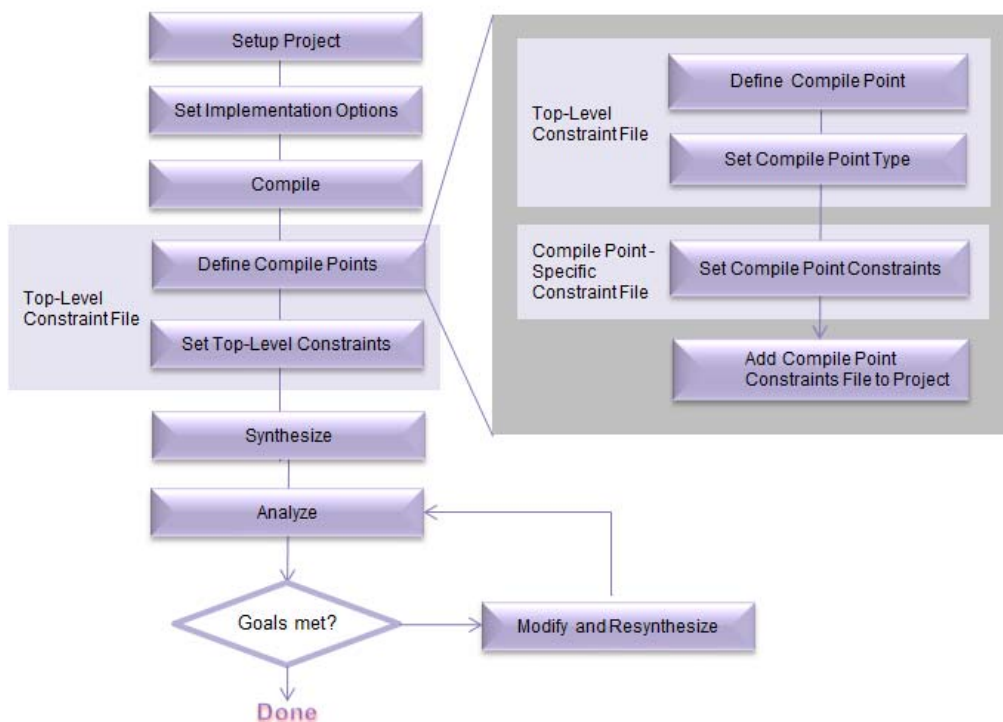 Setup Project
Set Implementation Options
Compile
Top-Level
Constraint File
Define Compile Points
Set Top-Level Constraints
Synthesize
Analyze
Goals met?
Modify and Resynthesize
Done
Top-Level
Constraint File
Define Compile Point
Set Compile Point Type
Compile Point -
Specific
Constraint File
Set Compile Point Constraints
Add Compile Point
Constraints File to Project